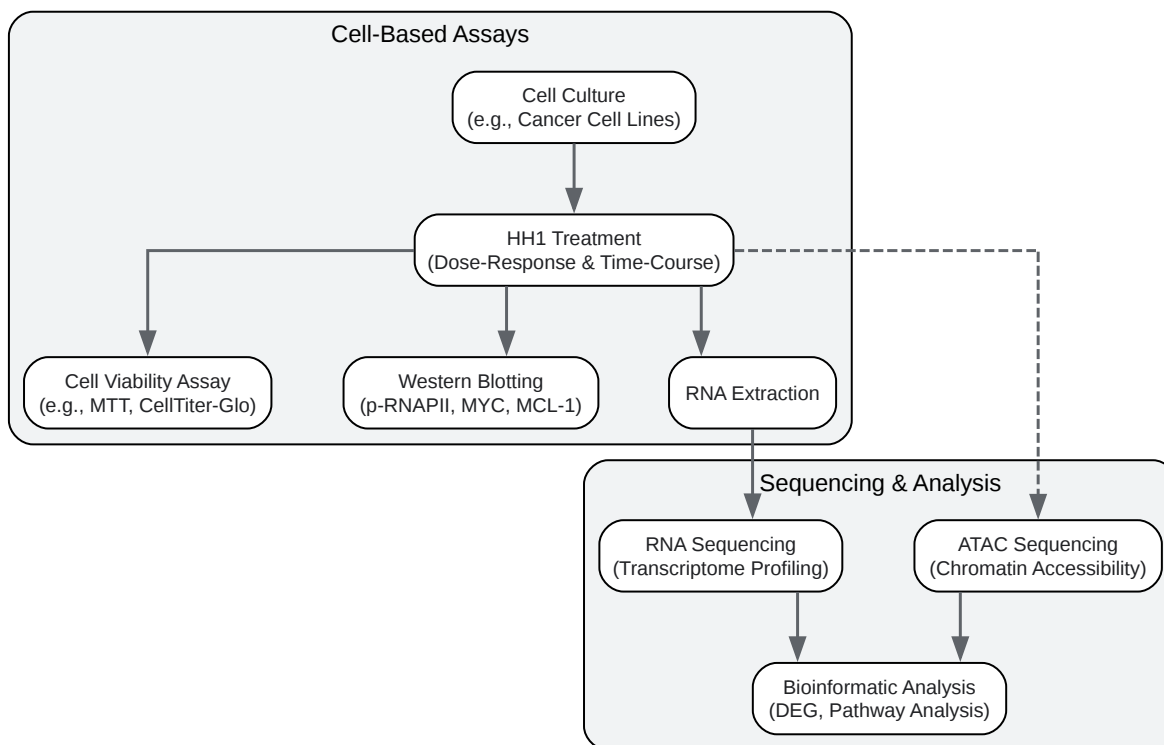 Cell-Based Assays
Cell Culture
(e.g., Cancer Cell Lines)
HH1 Treatment
(Dose-Response & Time-Course)
Cell Viability Assay
(e.g., MTT, CellTiter-Glo)
Western Blotting
(p-RNAPII, MYC, MCL-1)
RNA Extraction
Sequencing & Analysis
RNA Sequencing
(Transcriptome Profiling)
ATAC Sequencing
(Chromatin Accessibility)
Bioinformatic Analysis
(DEG, Pathway Analysis)